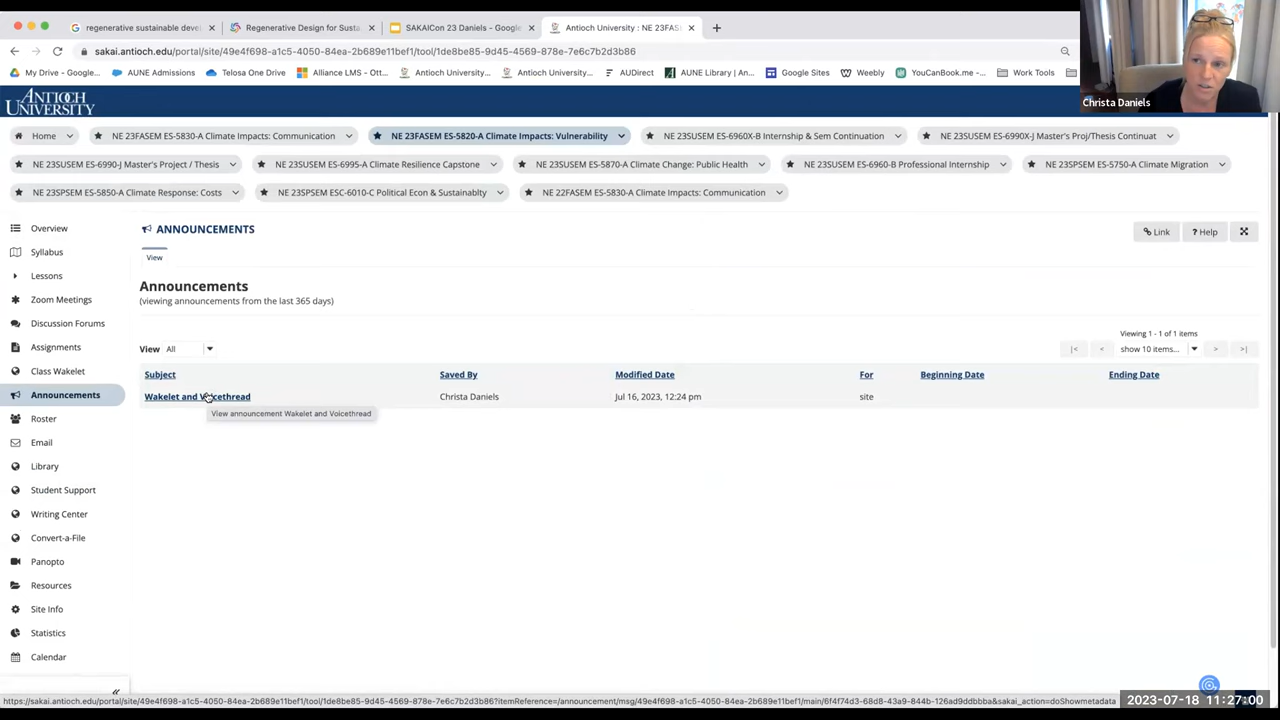 regenerative sustainable devel
Regenerative Design for Susta
SAKAICon 23 Daniels - Google
Antioch University : NE 23FAS
sakai.antioch.edu/portal/site/49e4f698-a1c5-4050-84ea-2b689e11bef1/tool/1de8be85-9d45-4569-878e-7e6c7b2d3b86
My Drive - Google... AUNE Admissions Telosa One Drive Alliance LMS - Ott... Antioch University... Antioch University... AUDirect AUNE Library | An... Google Sites Weebly YouCanBook.me -... Work Tools
Christa Daniels
ANTIOCH
UNIVERSITY
Home NE 23FASEM ES-5830-A Climate Impacts: Communication NE 23FASEM ES-5820-A Climate Impacts: Vulnerability NE 23SUSEM ES-6960X-B Internship & Sem Continuation NE 23SUSEM ES-6990X-J Master's Proj/Thesis Continuat
NE 23SUSEM ES-6990-J Master's Project / Thesis NE 23SUSEM ES-6995-A Climate Resilience Capstone NE 23SUSEM ES-5870-A Climate Change: Public Health NE 23SUSEM ES-6960-B Professional Internship NE 23SPSEM ES-5750-A Climate Migration
NE 23SPSEM ES-5850-A Climate Response: Costs NE 23SPSEM ESC-6010-C Political Econ & Sustainablty NE 22FASEM ES-5830-A Climate Impacts: Communication
Overview
Syllabus
Lessons
Zoom Meetings
Discussion Forums
Assignments
Class Wakelet
Announcements
Roster
Email
Library
Student Support
Writing Center
Convert-a-File
Panopto
Resources
Site Info
Statistics
Calendar
ANNOUNCEMENTS
Link ? Help
View
Announcements
(viewing announcements from the last 365 days)
Viewing 1 - 1 of 1 items
View All
|< < show 10 items... > >|
Subject Saved By Modified Date For Beginning Date Ending Date
Wakelet and Voicethread Christa Daniels Jul 16, 2023, 12:24 pm site
View announcement Wakelet and Voicethread
https://sakai.antioch.edu/portal/site/49e4f698-a1c5-4050-84ea-2b689e11bef1/tool/1de8be85-9d45-4569-878e-7e6c7b2d3b86?itemReference=/announcement/msg/49e4f698-a1c5-4050-84ea-2b689e11bef1/main/6f4f74d3-68d8-43a9-844b-126ad9ddbbba&sakai_action=doShowmetadata
2023-07-18 11:27:00